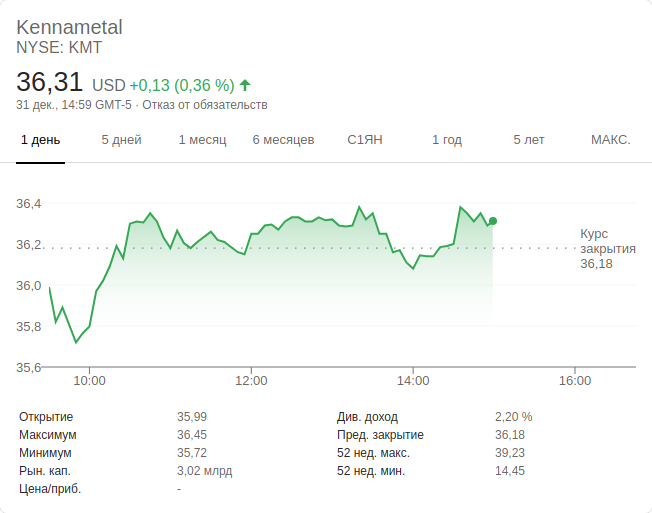 Kennametal
NYSE: KMT
36,31 USD +0,13 (0,36 %)
31 дек., 14:59 GMT-5 · Отказ от обязательств
1 день 5 дней 1 месяц 6 месяцев С1ЯН 1 год 5 лет МАКС.
36,4
36,2
36,0
35,8
35,6
Курс
закрытия
36,18
10:00 12:00 14:00 16:00
Открытие 35,99 Див. доход 2,20 %
Максимум 36,45 Пред. закрытие 36,18
Минимум 35,72 52 нед. макс. 39,23
Рын. кап. 3,02 млрд 52 нед. мин. 14,45
Цена/приб. -